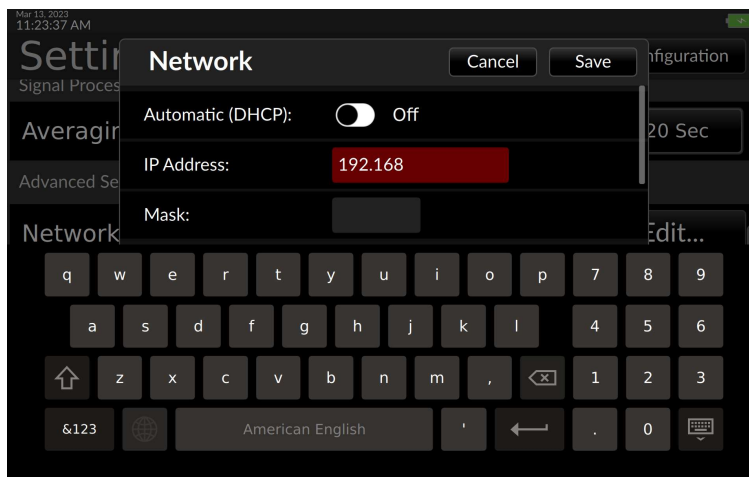 Mar 13, 2023
11:23:37 AM
Network
Cancel
Save
Automatic (DHCP):
Off
IP Address:
192.168
Mask:
Settin
nfiguration
Signal Proces
Averagin
20 Sec
Advanced Se
Network
Edit...
q w e r t y u i o p 7 8 9
a s d f g h j k l 4 5 6
z x c v b n m , 1 2 3
&123 American English ' . 0